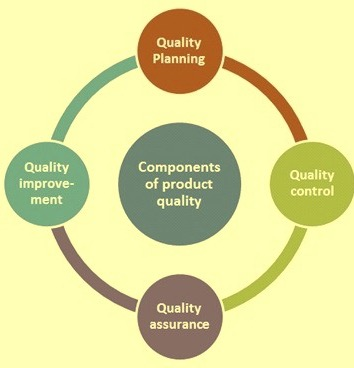 Quality
Planning
Quality
improve-
ment
Components
of product
quality
Quality
control
Quality
assurance